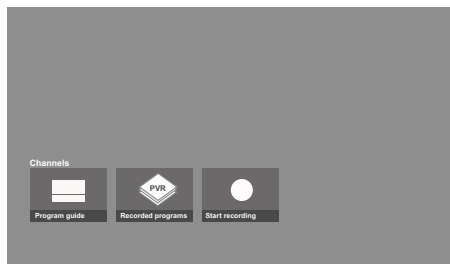 Channels
PVR
Program guide
Recorded programs
Start recording